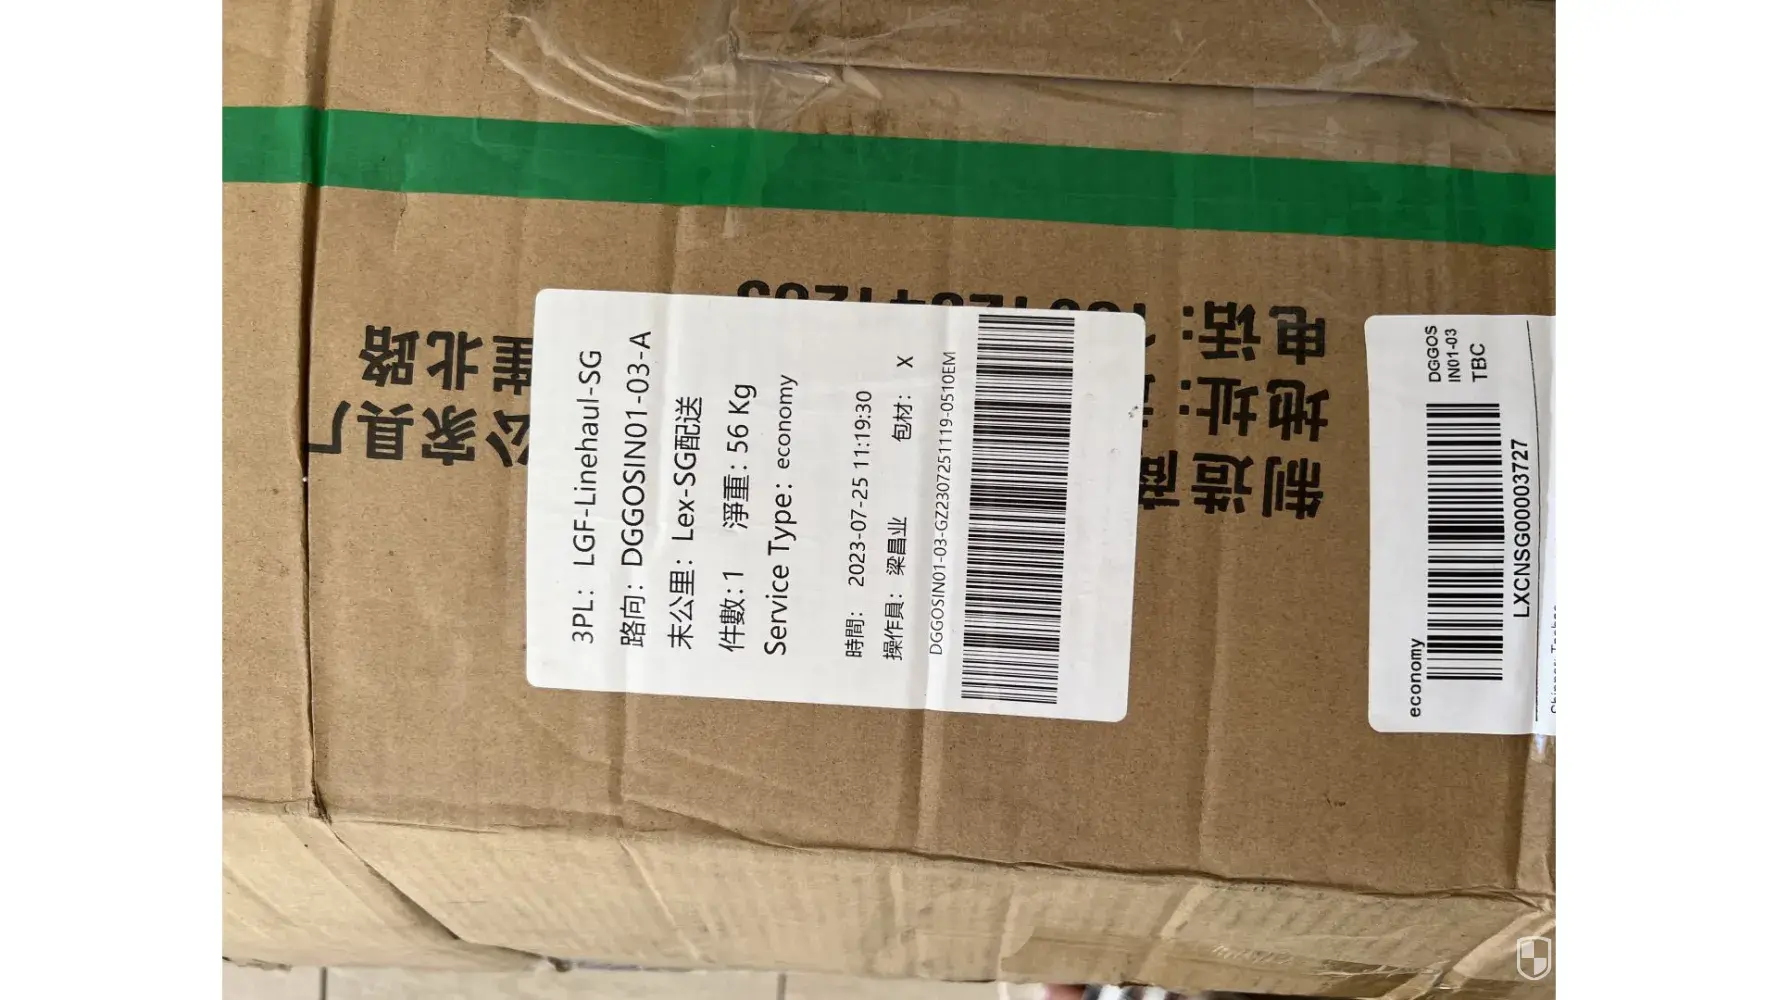 3PL：LGF-Linehaul-SG
路向：DGGOSIN01-03-A
末公里：Lex-SG配送
件數：1 淨重：56 Kg
Service Type：economy
時間： 2023-07-25 11:19:30
操作員： 梁昌业 包材： X
DGGOSIN01-03-GZ2307251119-0510EM
economy
DGGOS
IN01-03
TBC
LXCNSG00003727
制造商
地址：
电话：
家具厂
北路